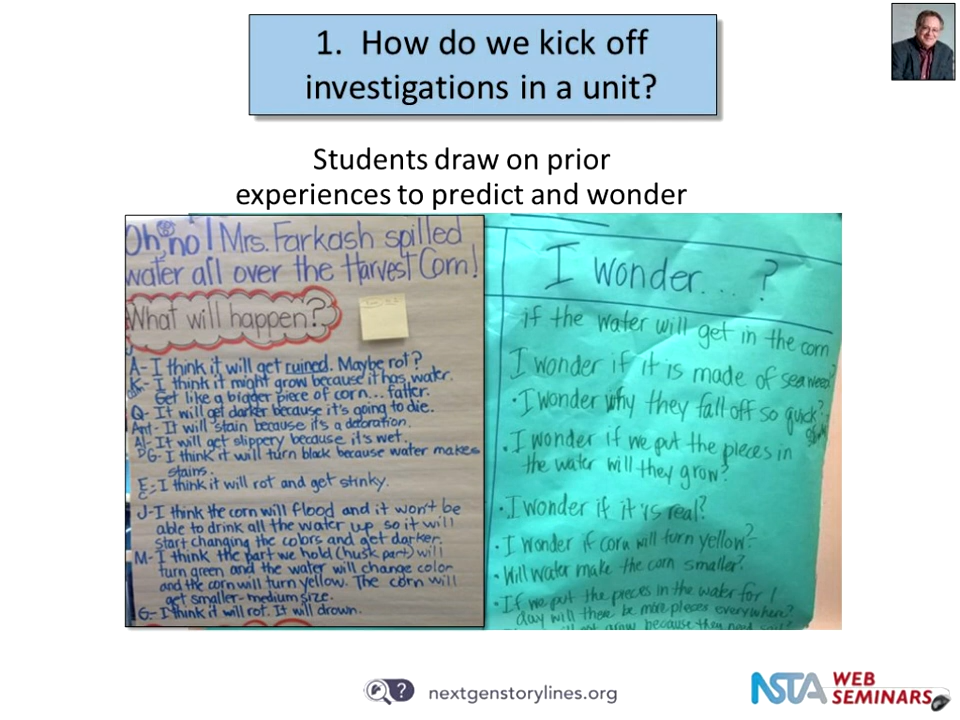 1. How do we kick off
investigations in a unit?
Students draw on prior
experiences to predict and wonder
Oh, no! Mrs. Farkash spilled
water all over the Harvest Corn!
What will happen?
A- I think it will get ruined. Maybe rot?
K- I think it might grow because it has water.
Get like a bigger piece of corn... fatter.
Q- It will get darker because it's going to die.
Ant- It will stain because it's a decoration.
Al- It will get slippery because it's wet.
G- I think it will turn black because water makes
stains.
E- I think it will rot and get stinky.
J- I think the corn will flood and it won't be
able to drink all the water up so it will
start changing the colors and get darker.
M- I think the part we hold (husk part) will
turn green and the water will change color
and the corn will turn yellow. The corn will
get smaller- medium size.
G- I think it will rot. It will drown.
I wonder... ?
if the water will get in the corn
I wonder if it is made of seaweed?
• I wonder why they fall off so quick?
• I wonder if we put the pieces in
the water will they grow?
• I wonder if it is real?
• I wonder if corn will turn yellow?
• Will water make the corn smaller?
• If we put the pieces in the water for 1
day will there be more pieces everywhere?
grow because they need
nextgenstorylines.org
NSTA WEB
SEMINARS